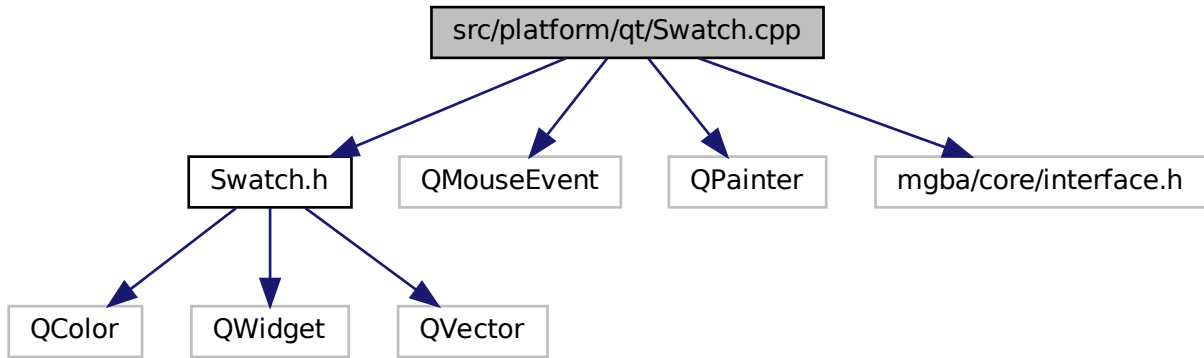 src/platform/qt/Swatch.cpp
Swatch.h
QMouseEvent
QPainter
mgba/core/interface.h
QColor
QWidget
QVector